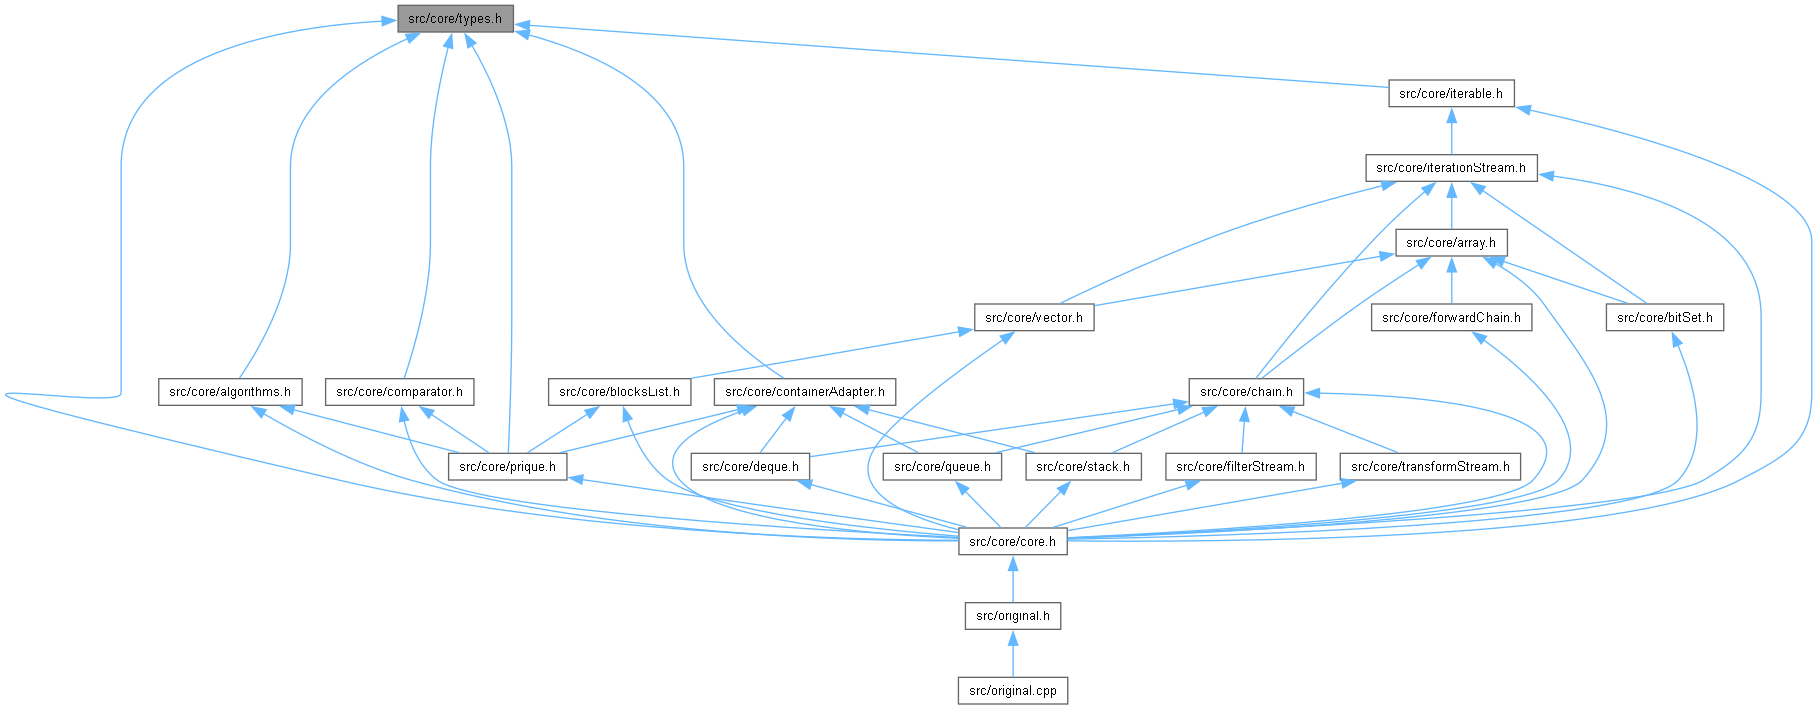 src/core/types.h
src/core/iterable.h
src/core/iterationStream.h
src/core/array.h
src/core/vector.h
src/core/forwardChain.h
src/core/bitSet.h
src/core/algorithms.h
src/core/comparator.h
src/core/blocksList.h
src/core/containerAdapter.h
src/core/chain.h
src/core/prique.h
src/core/deque.h
src/core/queue.h
src/core/stack.h
src/core/filterStream.h
src/core/transformStream.h
src/core/core.h
src/original.h
src/original.cpp